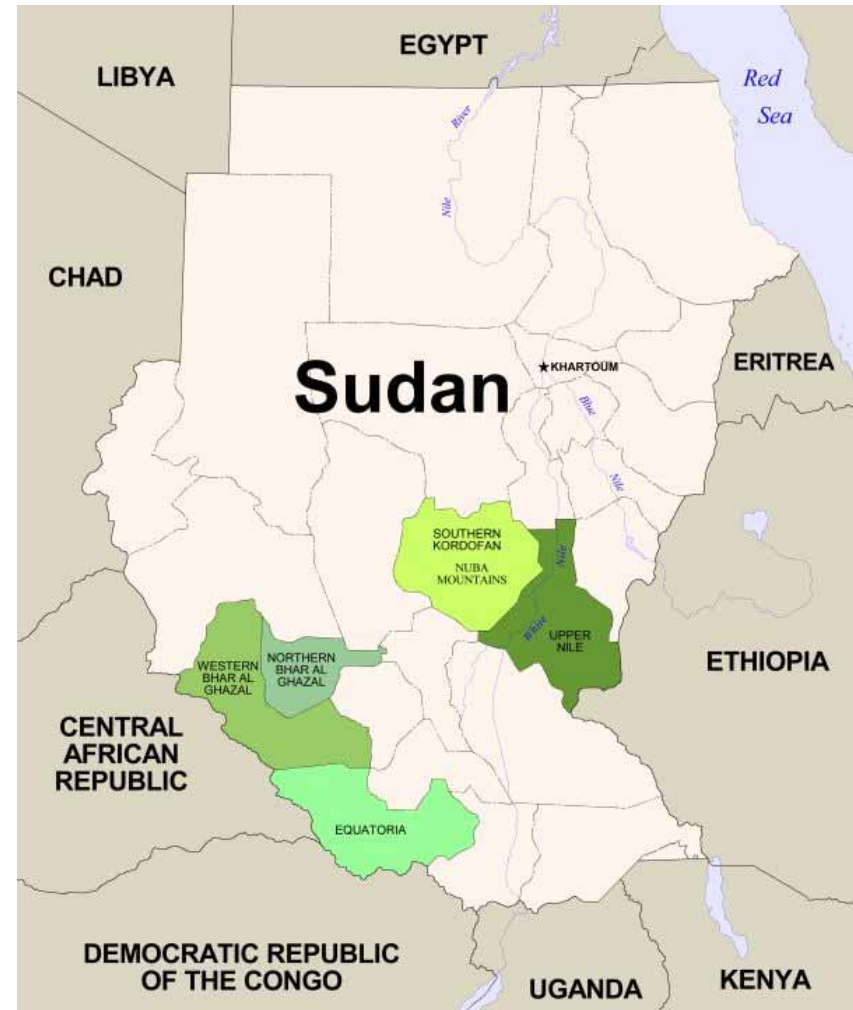 EGYPT
LIBYA
Red
Sea
River
Nile
CHAD
Sudan
★KHARTOUM
ERITREA
Blue
Nile
SOUTHERN
KORDOFAN
NUBA
MOUNTAINS
Nile
White
UPPER
NILE
WESTERN
BHAR AL
GHAZAL
NORTHERN
BHAR AL
GHAZAL
ETHIOPIA
CENTRAL
AFRICAN
REPUBLIC
EQUATORIA
DEMOCRATIC REPUBLIC
OF THE CONGO
UGANDA
KENYA